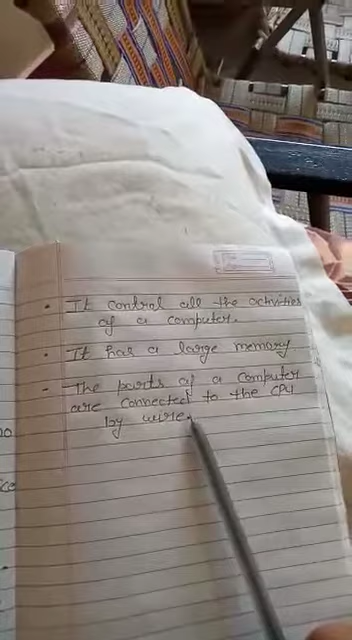 • It control all the activities
of a computer.
• It has a large memory.
- The parts of a computer
are connected to the CPU
by wire.